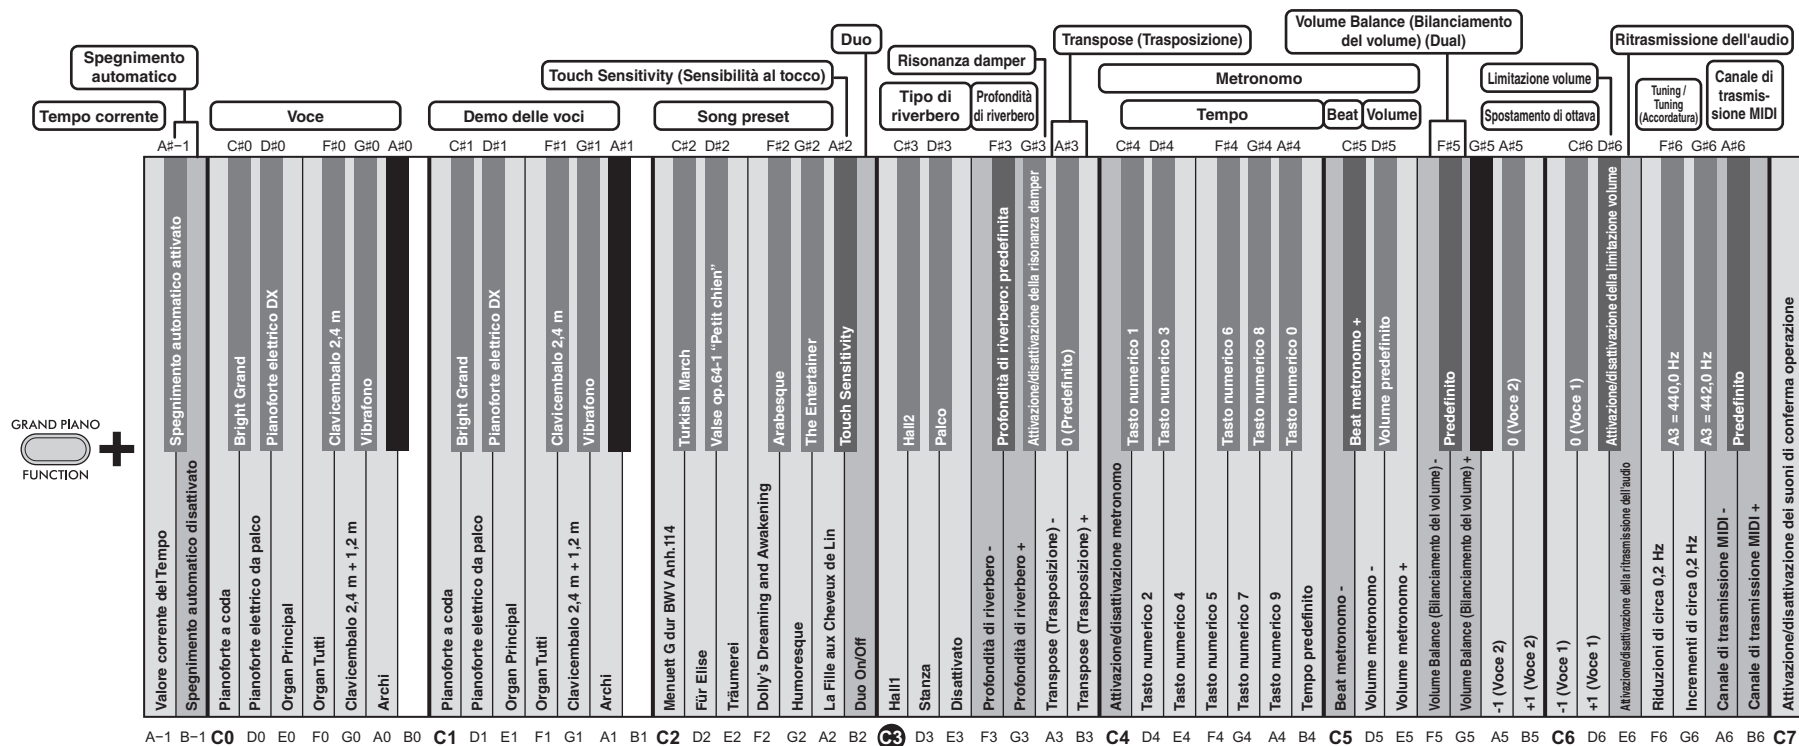 Volume Balance (Bilanciamento
del volume) (Dual)
Duo
Transpose (Trasposizione)
Ritrasmissione dell'audio
Spegnimento
automatico
Risonanza damper
Touch Sensitivity (Sensibilità al tocco)
Metronomo
Limitazione volume
Canale di
trasmis-
sione MIDI
Tipo di
riverbero
Profondità
di riverbero
Tuning /
Tuning
(Accordatura)
Tempo corrente
Voce
Demo delle voci
Song preset
Tempo
Beat
Volume
Spostamento di ottava
A#-1 C#0 D#0 F#0 G#0 A#0 C#1 D#1 F#1 G#1 A#1 C#2 D#2 F#2 G#2 A#2 C#3 D#3 F#3 G#3 A#3 C#4 D#4 F#4 G#4 A#4 C#5 D#5 F#5 G#5 A#5 C#6 D#6 F#6 G#6 A#6
GRAND PIANO
+
FUNCTION
Spegnimento automatico attivato
Bright Grand
Pianoforte elettrico DX
Clavicembalo 2,4 m
Vibrafono
Bright Grand
Pianoforte elettrico DX
Clavicembalo 2,4 m
Vibrafono
Turkish March
Valse op.64-1 “Petit chien”
Arabesque
The Entertainer
Touch Sensitivity
Hall2
Palco
Profondità di riverbero: predefinita
Attivazione/disattivazione della risonanza damper
0 (Predefinito)
Tasto numerico 1
Tasto numerico 3
Tasto numerico 6
Tasto numerico 8
Tasto numerico 0
Beat metronomo +
Volume predefinito
Predefinito
0 (Voce 2)
0 (Voce 1)
Attivazione/disattivazione della limitazione volume
A3 = 440,0 Hz
A3 = 442,0 Hz
Predefinito
Valore corrente del Tempo
Spegnimento automatico disattivato
Pianoforte a coda
Pianoforte elettrico da palco
Organ Principal
Organ Tutti
Clavicembalo 2,4 m + 1,2 m
Archi
Pianoforte a coda
Pianoforte elettrico da palco
Organ Principal
Organ Tutti
Clavicembalo 2,4 m + 1,2 m
Archi
Menuett G dur BWV Anh.114
Für Elise
Träumerei
Dolly's Dreaming and Awakening
Humoresque
La Fille aux Cheveux de Lin
Duo On/Off
Hall1
Stanza
Disattivato
Profondità di riverbero -
Profondità di riverbero +
Transpose (Trasposizione) -
Transpose (Trasposizione) +
Attivazione/disattivazione metronomo
Tasto numerico 2
Tasto numerico 4
Tasto numerico 5
Tasto numerico 7
Tasto numerico 9
Tempo predefinito
Beat metronomo -
Volume metronomo -
Volume metronomo +
Volume Balance (Bilanciamento del volume) -
Volume Balance (Bilanciamento del volume) +
-1 (Voce 2)
+1 (Voce 2)
-1 (Voce 1)
+1 (Voce 1)
Attivazione/disattivazione della ritrasmissione dell'audio
Riduzioni di circa 0,2 Hz
Incrementi di circa 0,2 Hz
Canale di trasmissione MIDI -
Canale di trasmissione MIDI +
Attivazione/disattivazione dei suoni di conferma operazione
A−1 B−1 C0 D0 E0 F0 G0 A0 B0 C1 D1 E1 F1 G1 A1 B1 C2 D2 E2 F2 G2 A2 B2 C3 D3 E3 F3 G3 A3 B3 C4 D4 E4 F4 G4 A4 B4 C5 D5 E5 F5 G5 A5 B5 C6 D6 E6 F6 G6 A6 B6 C7